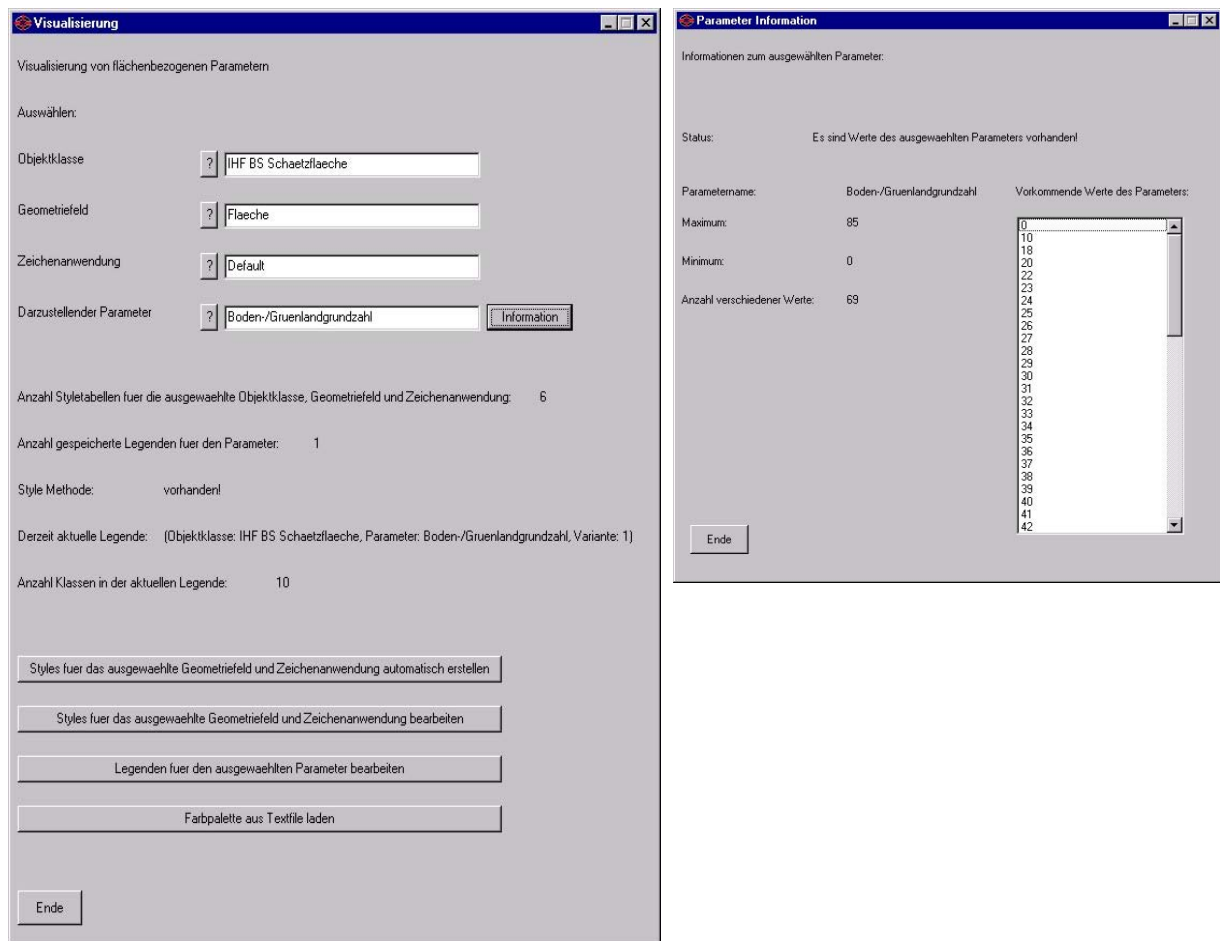 Visualisierung
Visualisierung von flächenbezogenen Parametern
Auswählen:
Objektklasse ? IHF BS Schaetzflaeche
Geometriefeld ? Flaeche
Zeichenanwendung ? Default
Darzustellender Parameter ? Boden-/Gruenlandgrundzahl Information
Anzahl Styletabellen fuer die ausgewaehlte Objektklasse, Geometriefeld und Zeichenanwendung: 6
Anzahl gespeicherte Legenden fuer den Parameter: 1
Style Methode: vorhanden!
Derzeit aktuelle Legende: (Objektklasse: IHF BS Schaetzflaeche, Parameter: Boden-/Gruenlandgrundzahl, Variante: 1)
Anzahl Klassen in der aktuellen Legende: 10
Styles fuer das ausgewaehlte Geometriefeld und Zeichenanwendung automatisch erstellen
Styles fuer das ausgewaehlte Geometriefeld und Zeichenanwendung bearbeiten
Legenden fuer den ausgewaehlten Parameter bearbeiten
Farbpalette aus Textfile laden
Ende
Parameter Information
Informationen zum ausgewählten Parameter:
Status: Es sind Werte des ausgewaehlten Parameters vorhanden!
Parametername: Boden-/Gruenlandgrundzahl Vorkommende Werte des Parameters:
Maximum: 85
Minimum: 0
Anzahl verschiedener Werte: 69
0
10
18
20
22
23
24
25
26
27
28
29
30
31
32
33
34
35
36
37
38
39
40
41
42
Ende